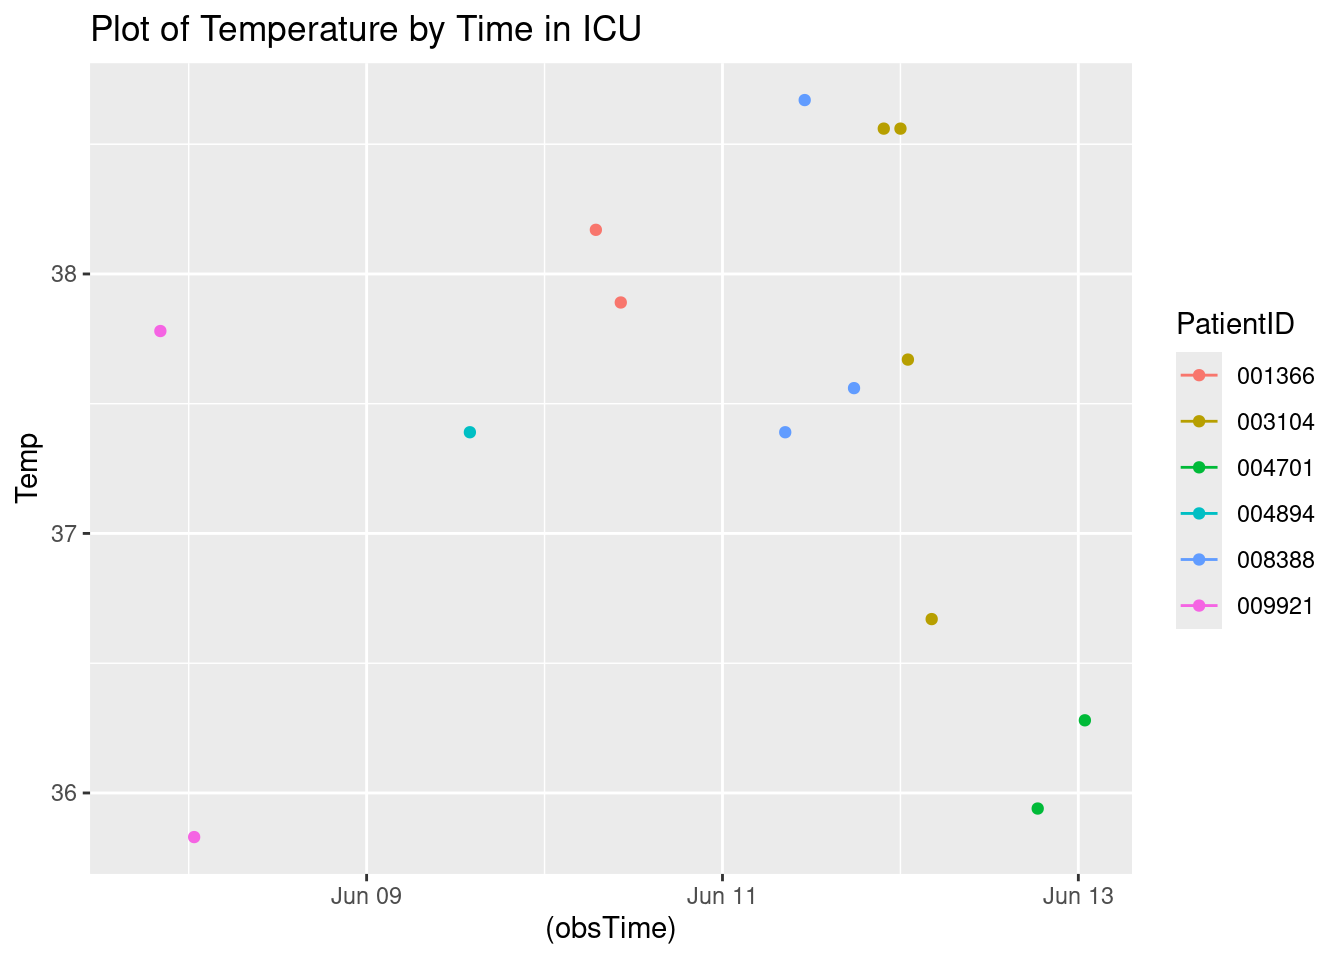 Plot of Temperature by Time in ICU
38
37
36
Temp
Jun 09
Jun 11
Jun 13
(obsTime)
PatientID
001366
003104
004701
004894
008388
009921